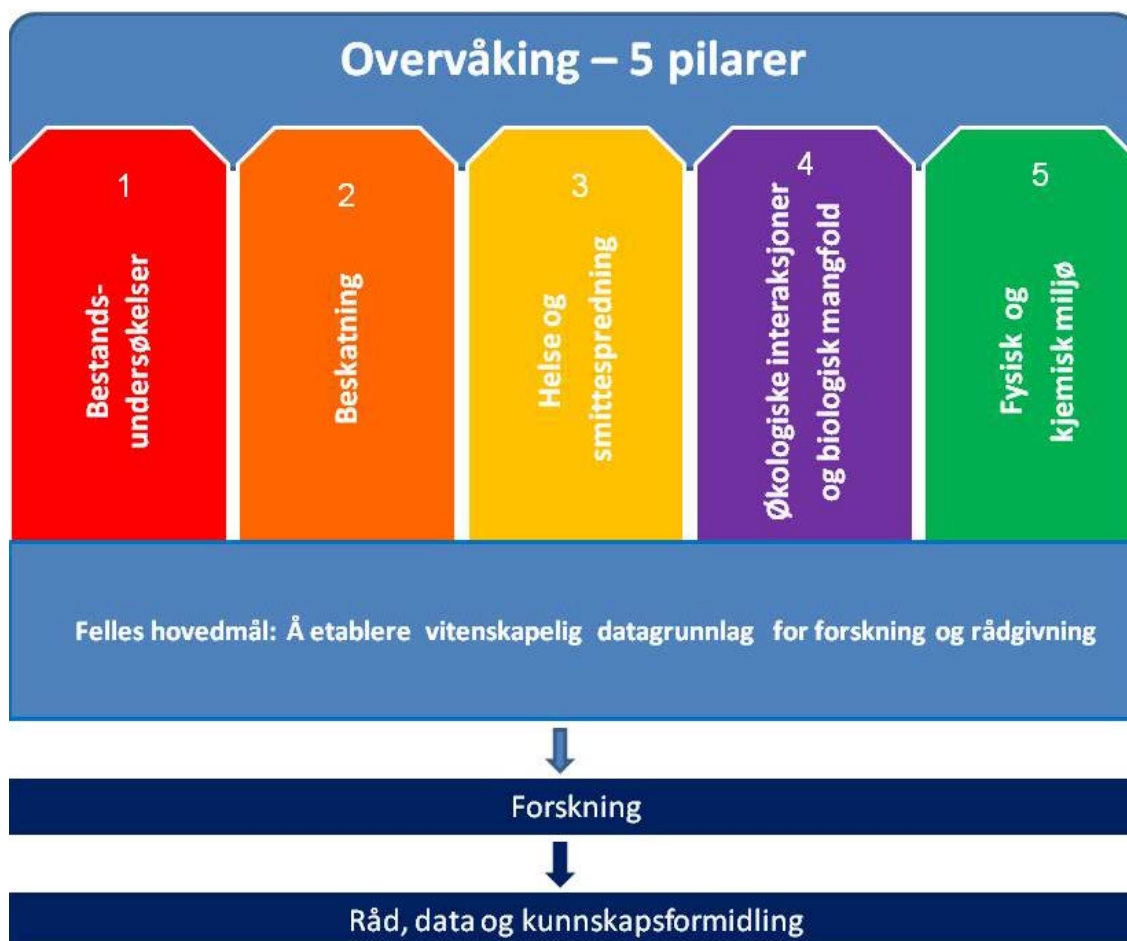 Overvåking – 5 pilarer
1
Bestands-
undersøkelser
2
Beskatning
3
Helse og
smittespredning
4
Økologiske interaksjoner
og biologisk mangfold
5
Fysisk og
kjemisk miljø
Felles hovedmål: Å etablere vitenskapelig datagrunnlag for forskning og rådgivning
Forskning
Råd, data og kunnskapsformidling